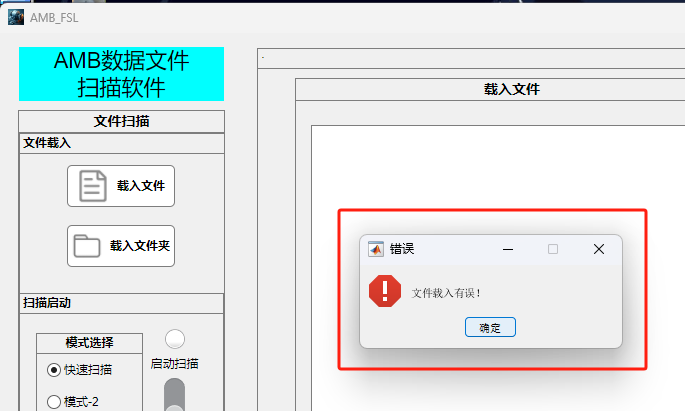 AMB_FSL
AMB数据文件
扫描软件
文件扫描
文件载入
载入文件
载入文件夹
扫描启动
模式选择
快速扫描
模式-2
启动扫描
载入文件
错误
文件载入有误!
确定